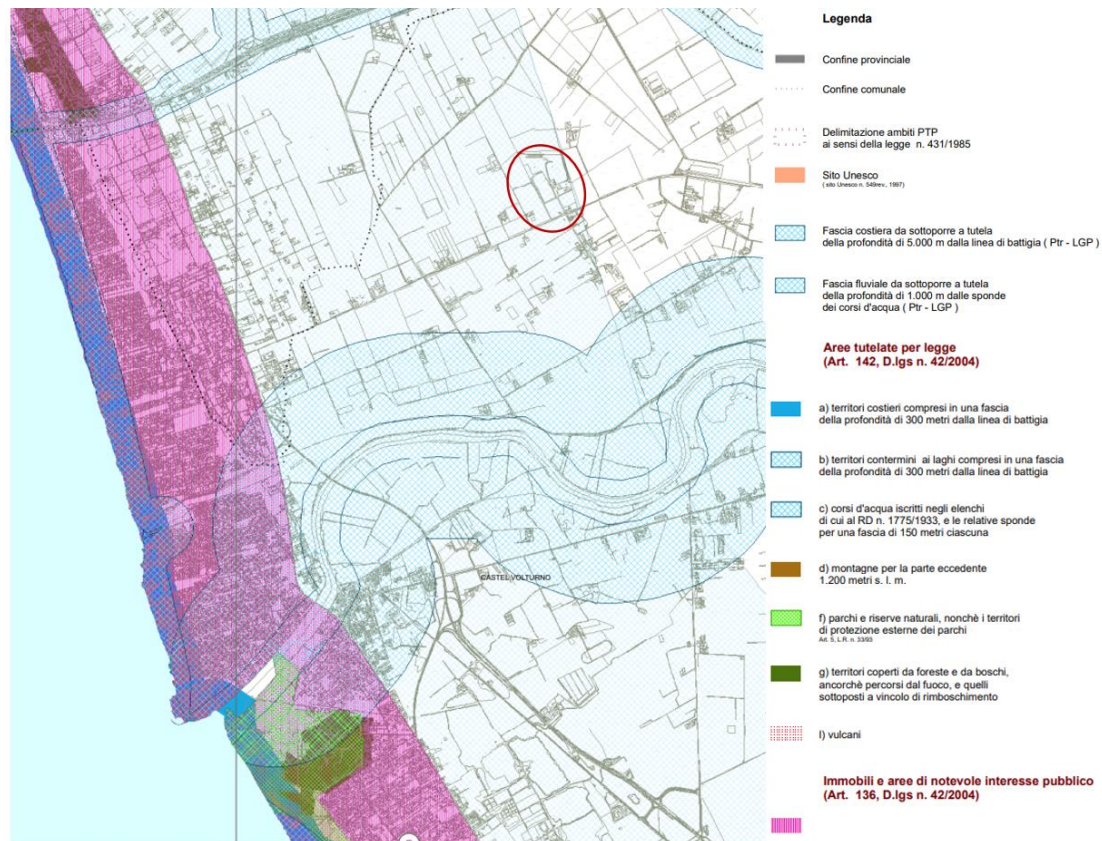 Legenda
Confine provinciale
Confine comunale
Delimitazione ambiti PTP
ai sensi della legge n. 431/1985
Sito Unesco
( sito Unesco n. 549rev., 1997)
Fascia costiera da sottoporre a tutela
della profondità di 5.000 m dalla linea di battigia ( Ptr - LGP )
Fascia fluviale da sottoporre a tutela
della profondità di 1.000 m dalle sponde
dei corsi d'acqua ( Ptr - LGP )
Aree tutelate per legge
(Art. 142, D.lgs n. 42/2004)
a) territori costieri compresi in una fascia
della profondità di 300 metri dalla linea di battigia
b) territori contermini ai laghi compresi in una fascia
della profondità di 300 metri dalla linea di battigia
c) corsi d'acqua iscritti negli elenchi
di cui al RD n. 1775/1933, e le relative sponde
per una fascia di 150 metri ciascuna
d) montagne per la parte eccedente
1.200 metri s. l. m.
f) parchi e riserve naturali, nonchè i territori
di protezione esterne dei parchi
Art. 5, L.R. n. 33/93
g) territori coperti da foreste e da boschi,
ancorchè percorsi dal fuoco, e quelli
sottoposti a vincolo di rimboschimento
l) vulcani
Immobili e aree di notevole interesse pubblico
(Art. 136, D.lgs n. 42/2004)
CASTEL VOLTURNO